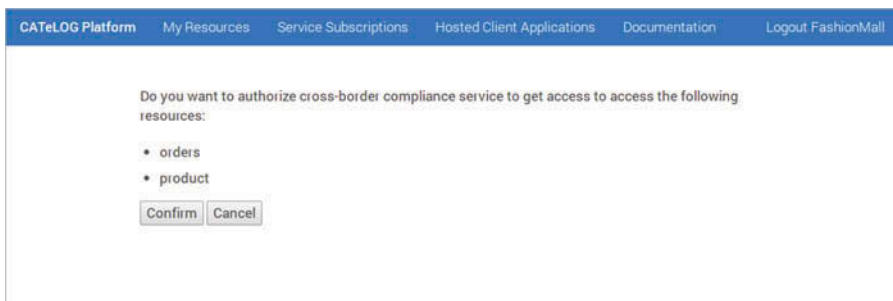 CATeLOG Platform My Resources Service Subscriptions Hosted Client Applications Documentation Logout FashionMall
Do you want to authorize cross-border compliance service to get access to access the following
resources:
• orders
• product
Confirm Cancel